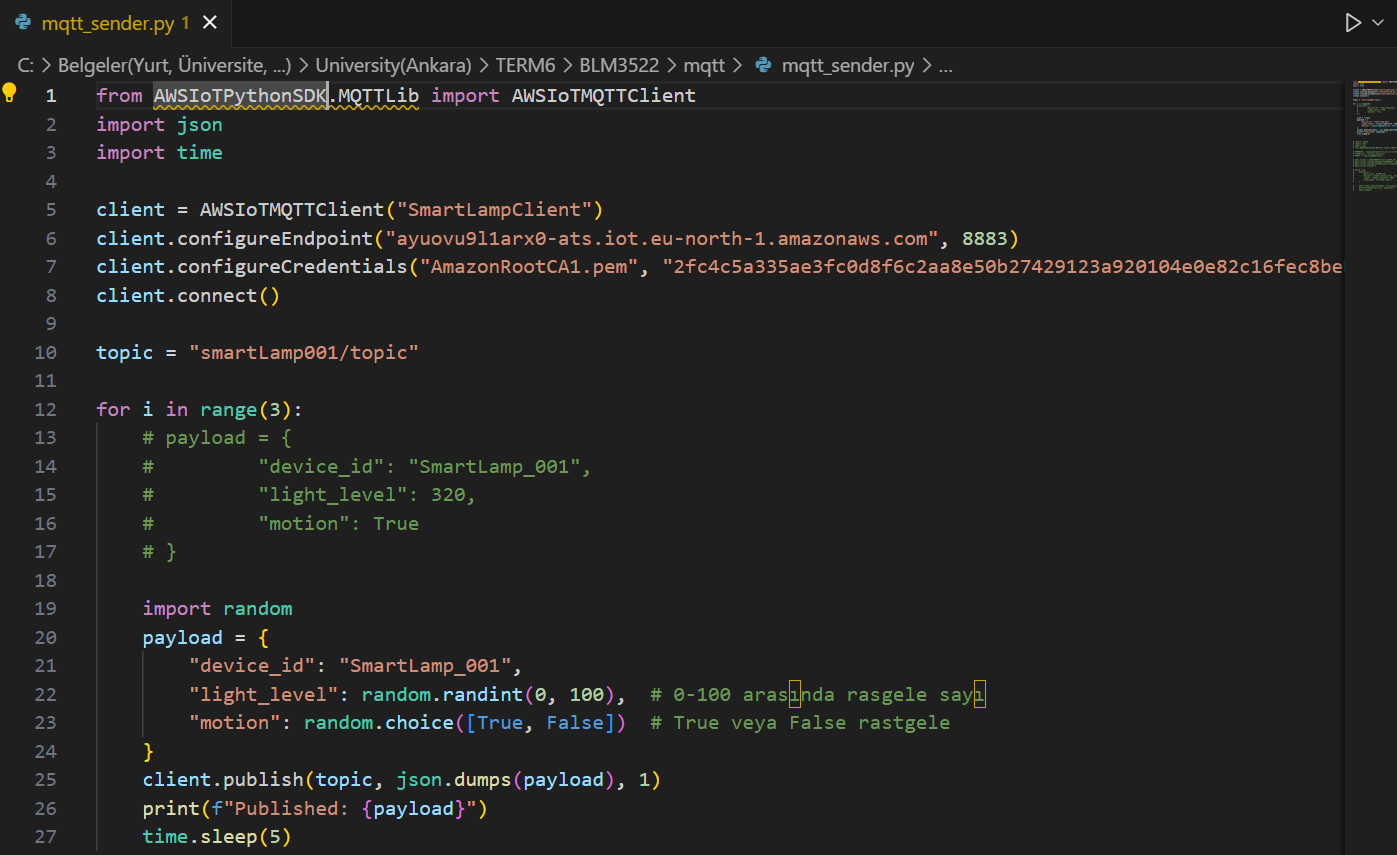 mqtt_sender.py 1
C: > Belgeler(Yurt, Üniversite, ...) > University(Ankara) > TERM6 > BLM3522 > mqtt > mqtt_sender.py > ...
1 from AWSIoTPythonSDK.MQTTLib import AWSIoTMQTTClient
2 import json
3 import time
4
5 client = AWSIoTMQTTClient("SmartLampClient")
6 client.configureEndpoint("ayuovu9l1arx0-ats.iot.eu-north-1.amazonaws.com", 8883)
7 client.configureCredentials("AmazonRootCA1.pem", "2fc4c5a335ae3fc0d8f6c2aa8e50b27429123a920104e0e82c16fec8be
8 client.connect()
9
10 topic = "smartLamp001/topic"
11
12 for i in range(3):
13     # payload = {
14     #         "device_id": "SmartLamp_001",
15     #         "light_level": 320,
16     #         "motion": True
17     # }
18
19     import random
20     payload = {
21         "device_id": "SmartLamp_001",
22         "light_level": random.randint(0, 100),  # 0-100 arasında rasgele sayı
23         "motion": random.choice([True, False])  # True veya False rastgele
24     }
25     client.publish(topic, json.dumps(payload), 1)
26     print(f"Published: {payload}")
27     time.sleep(5)